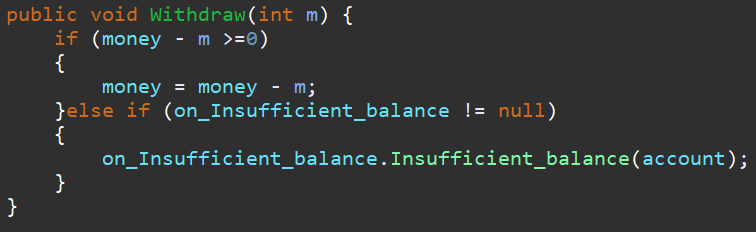 public void Withdraw(int m) {
    if (money - m >=0)
    {
        money = money - m;
    }else if (on_Insufficient_balance != null)
    {
        on_Insufficient_balance.Insufficient_balance(account);
    }
}